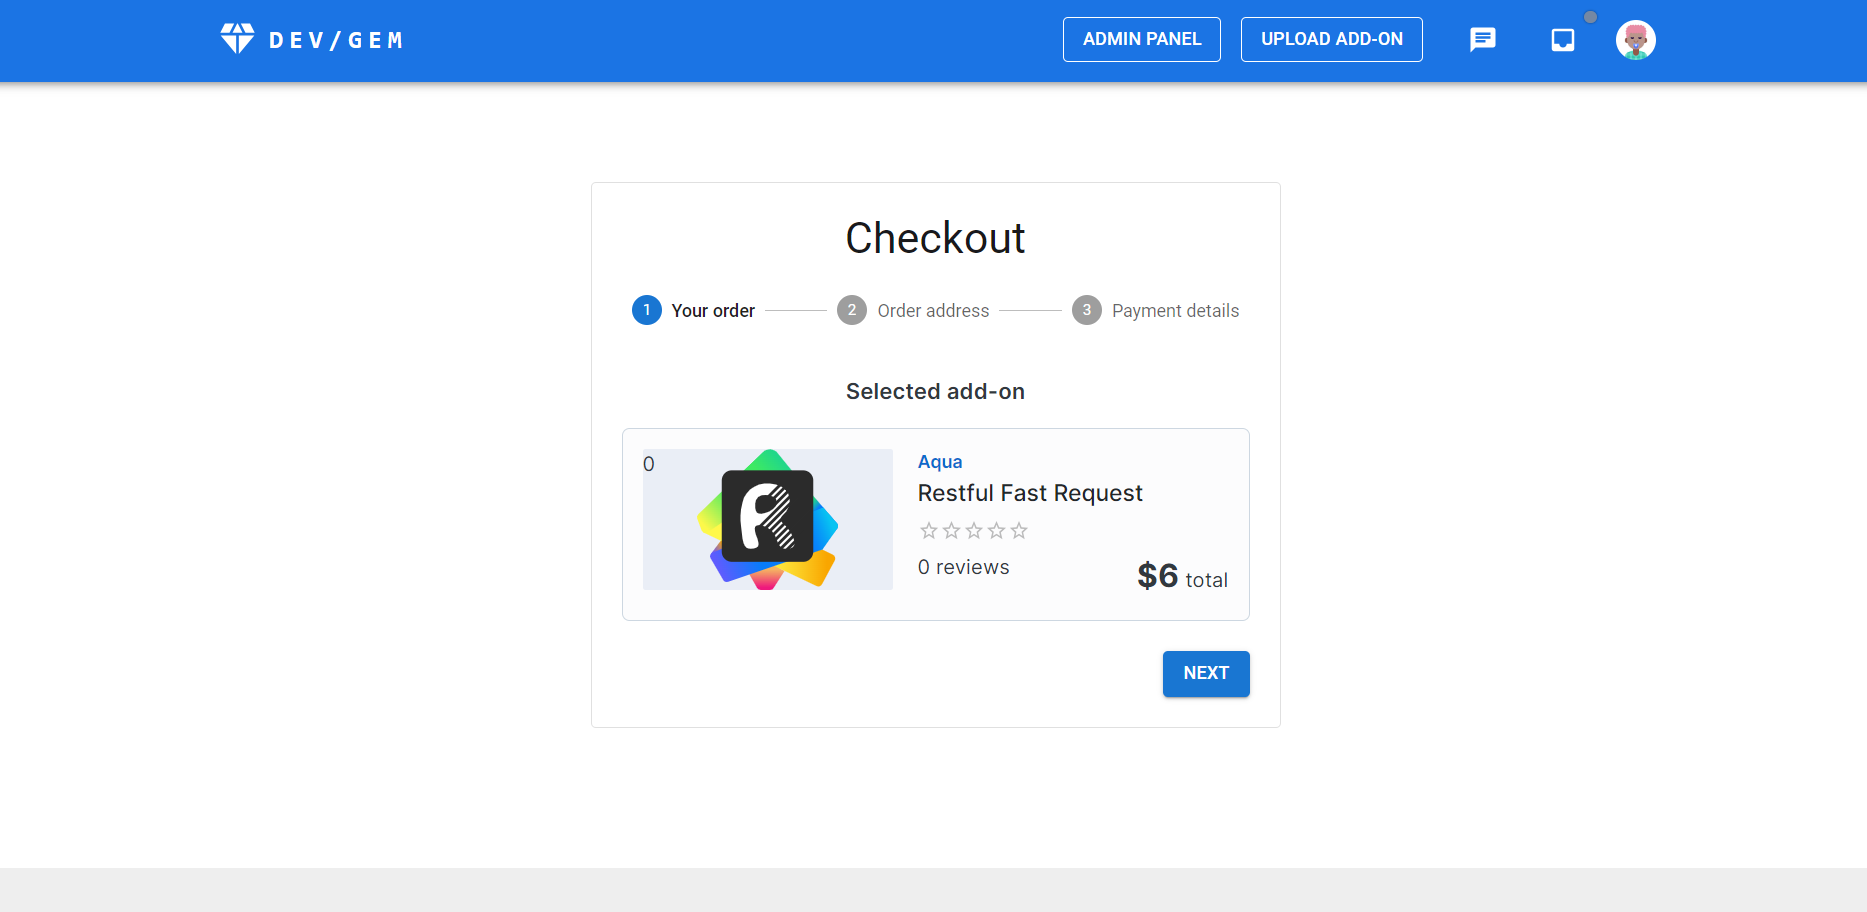 DEV/GEM
ADMIN PANEL
UPLOAD ADD-ON
Checkout
1 Your order
2 Order address
3 Payment details
Selected add-on
0
R
Aqua
Restful Fast Request
0 reviews
$6 total
NEXT